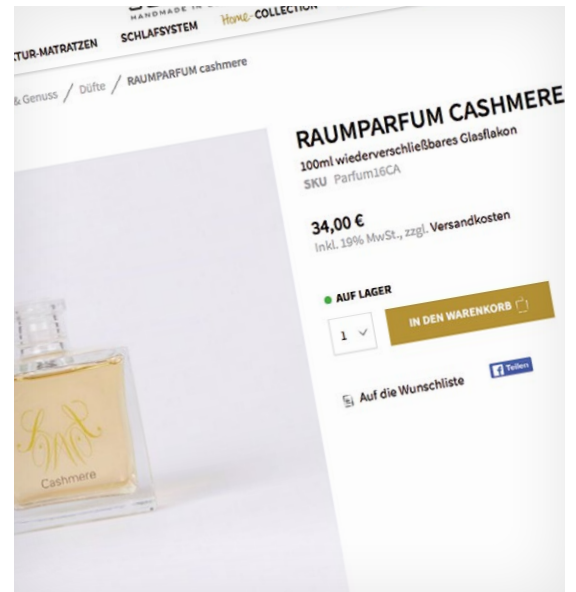 HANDMADE IN
TUR-MATRATZEN SCHLAFSYSTEM Home-COLLECTION
& Genuss / Düfte / RAUMPARFUM cashmere
RAUMPARFUM CASHMERE
100ml wiederverschließbares Glasflakon
SKU Parfum16CA
34,00 €
Inkl. 19% MwSt., zzgl. Versandkosten
AUF LAGER
1 IN DEN WARENKORB
Auf die Wunschliste
f Teilen
Cashmere